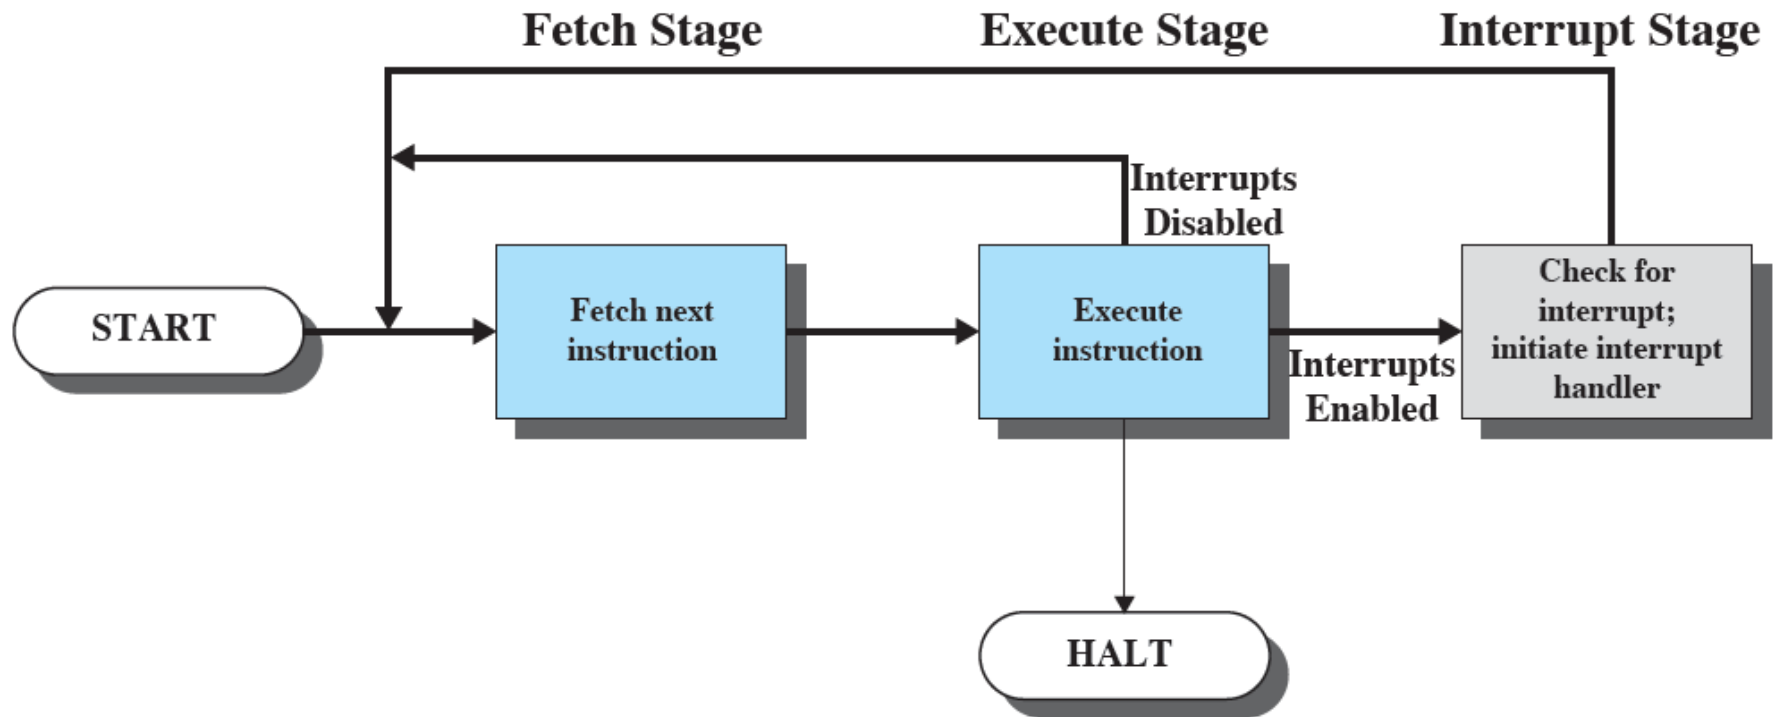 Fetch Stage
Execute Stage
Interrupt Stage
Interrupts
Disabled
START
Fetch next
instruction
Execute
instruction
Interrupts
Enabled
Check for
interrupt;
initiate interrupt
handler
HALT